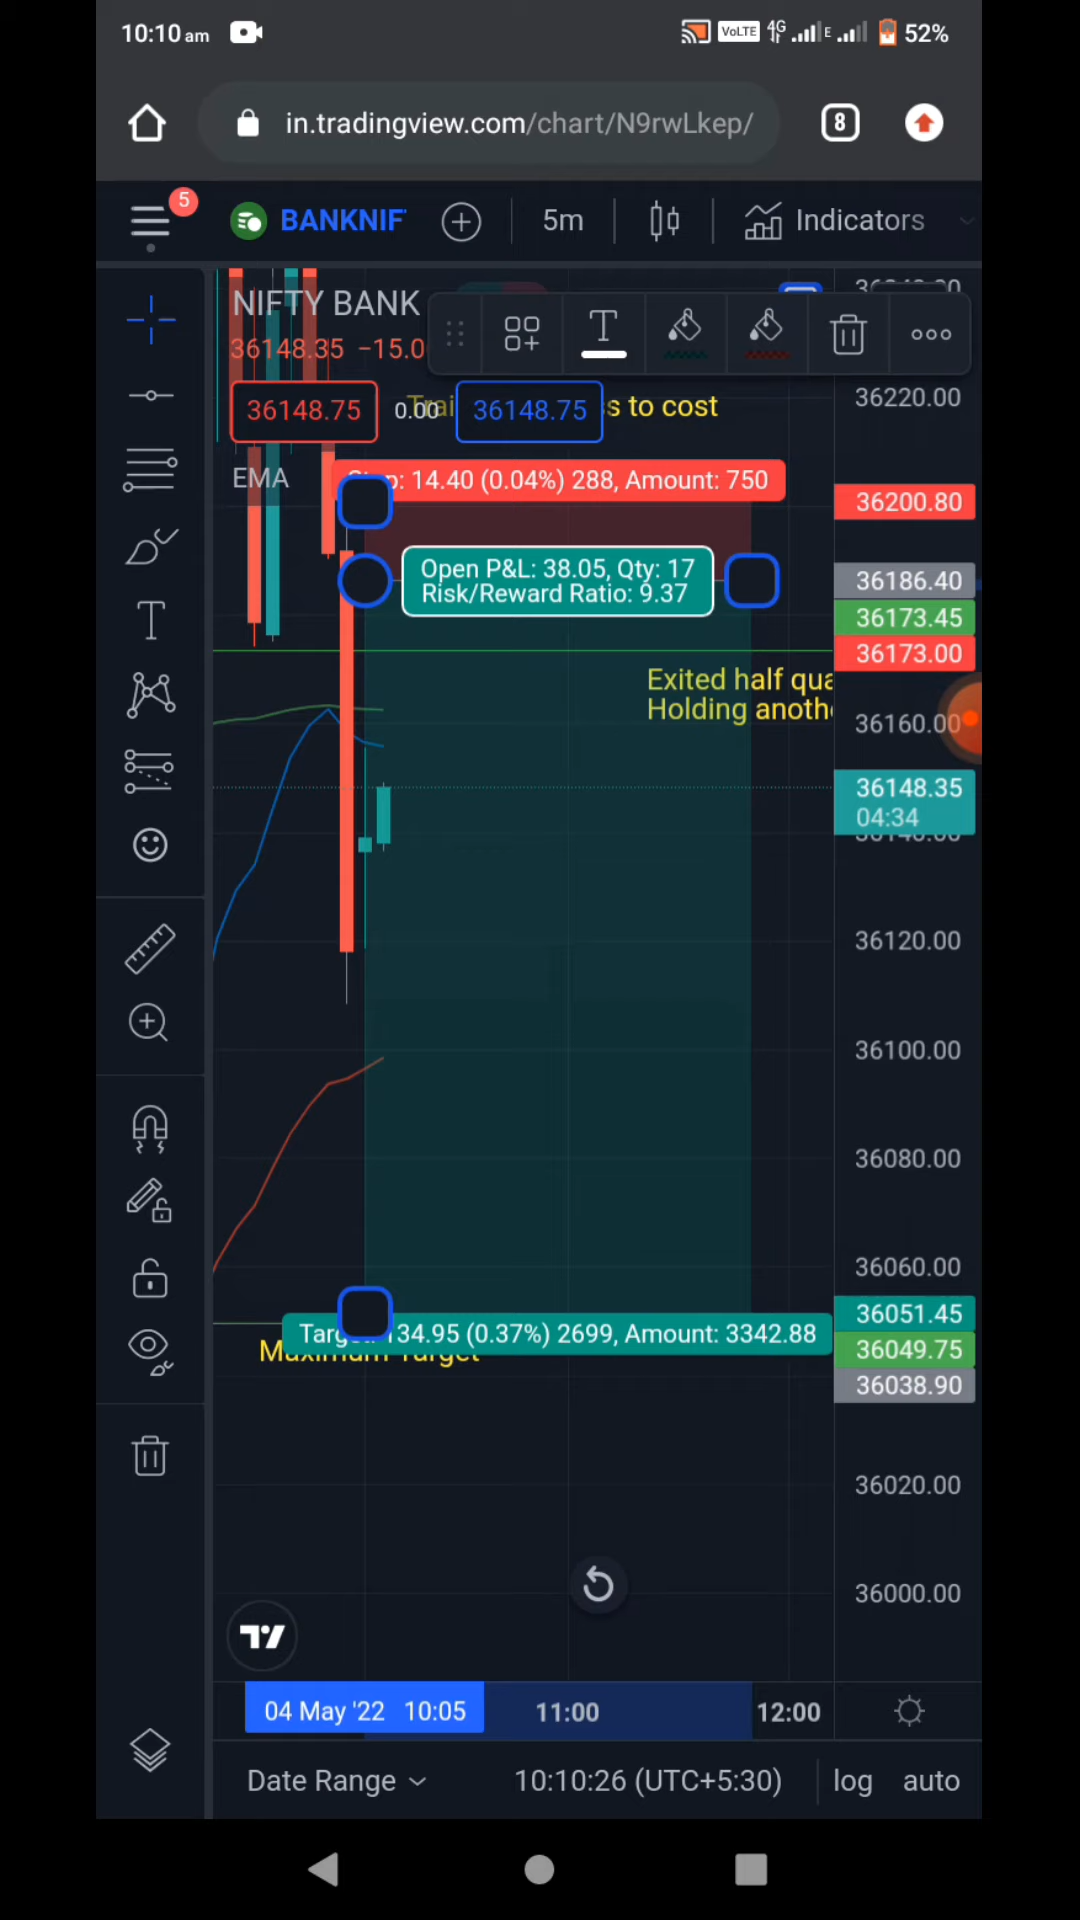 10:10 am VoLTE 4G E 52%
in.tradingview.com/chart/N9rwLkep/ 8
5 BANKNIF 5m Indicators
NIFTY BANK
36148.35 −15.0
T
36148.75 0.00 36148.75 s to cost
36220.00
EMA
: 14.40 (0.04%) 288, Amount: 750
36200.80
Open P&L: 38.05, Qty: 17
Risk/Reward Ratio: 9.37
36186.40
36173.45
36173.00
Exited half qua
Holding anoth
36160.00
36148.35
04:34
36120.00
36100.00
36080.00
36060.00
36051.45
Target: 134.95 (0.37%) 2699, Amount: 3342.88
Maximum Target
36049.75
36038.90
36020.00
36000.00
04 May '22 10:05 11:00 12:00
Date Range 10:10:26 (UTC+5:30) log auto